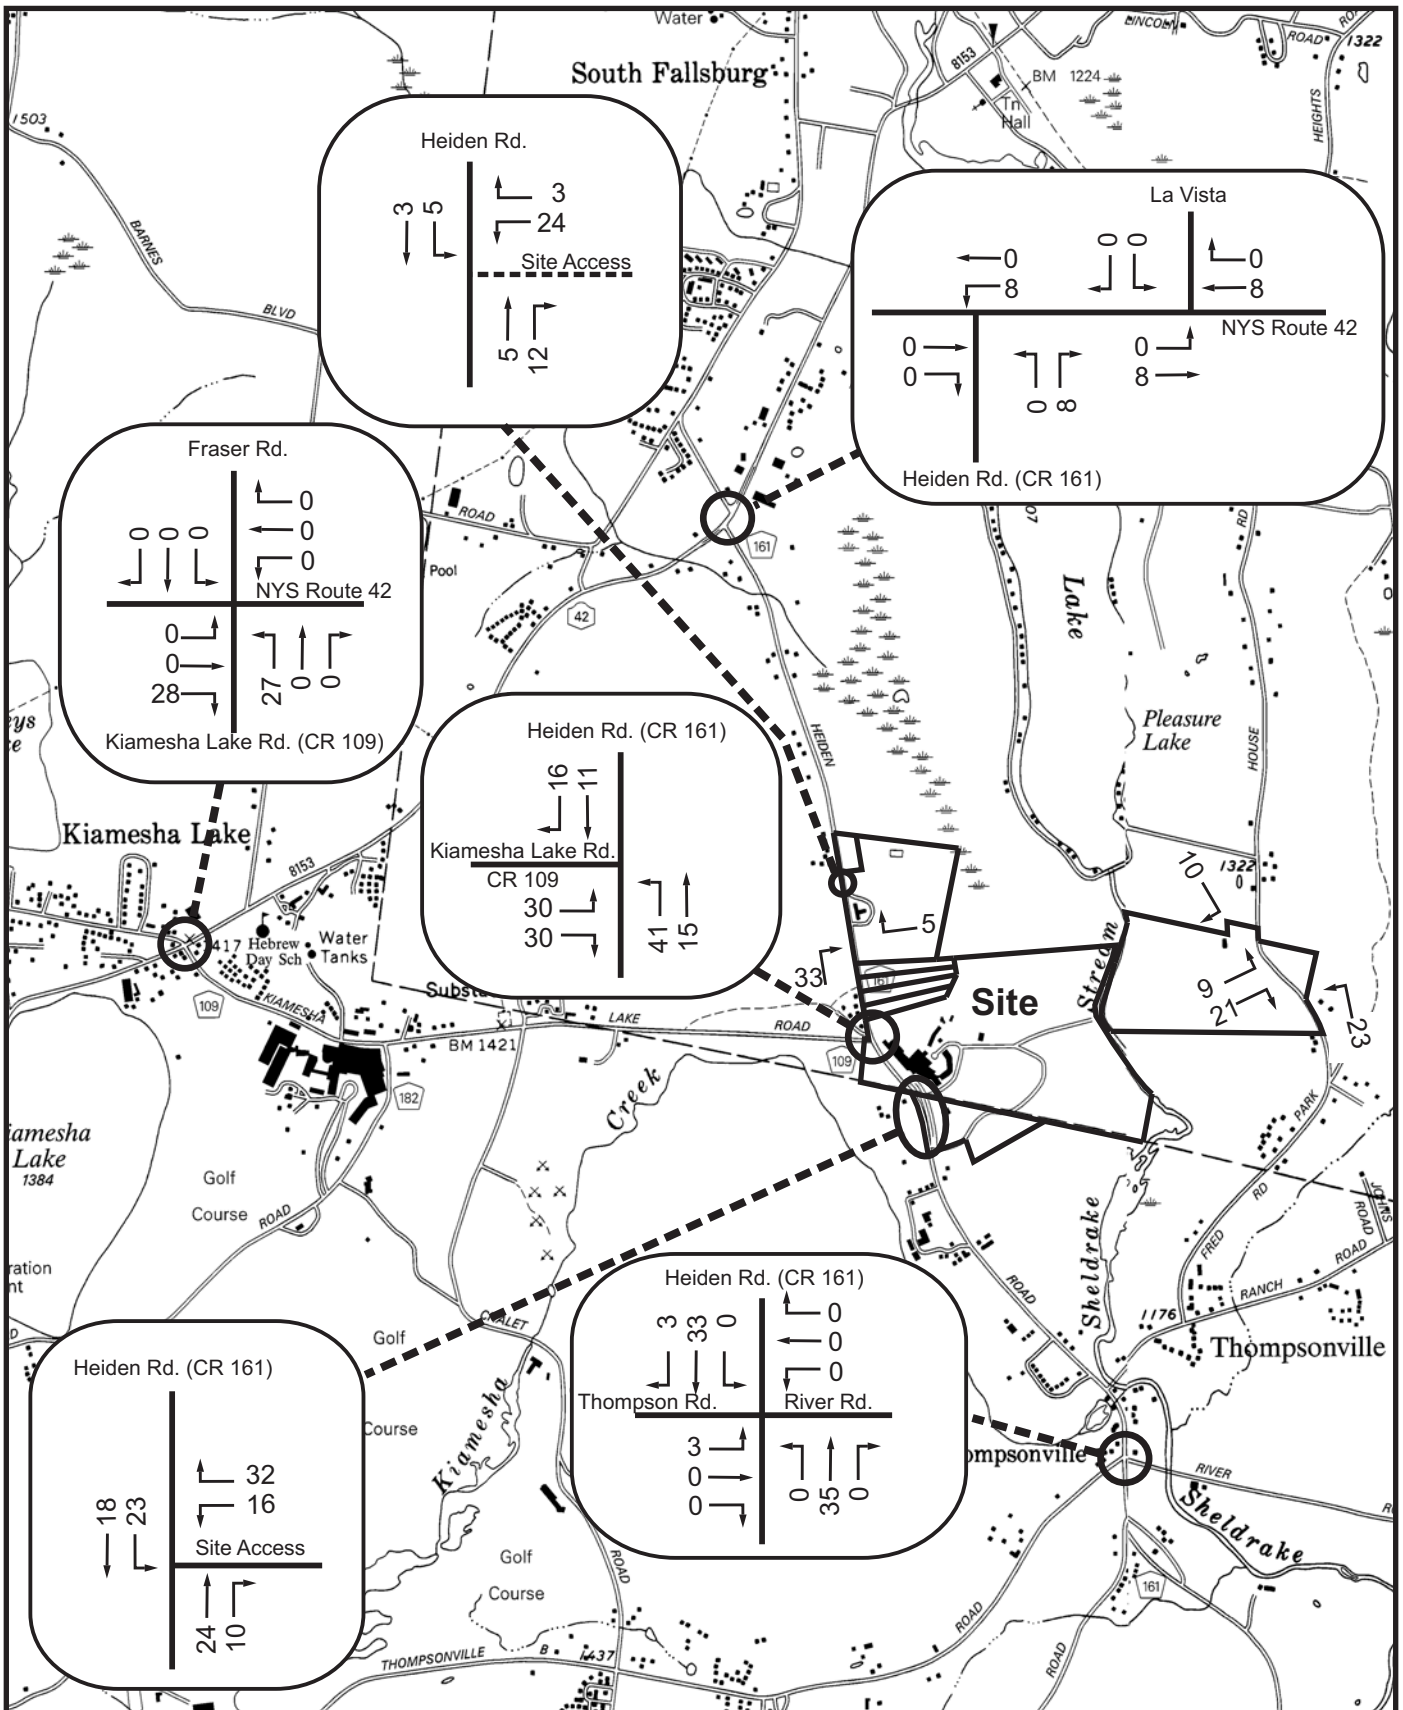 Water
South Fallsburg
LINCOLN
ROAD
1322
8153
BM 1224
Tn
Hall
HEIGHTS
1503
BARNES
BLVD
Heiden Rd.
3
5
3
24
Site Access
5
12
La Vista
0
8
0
0
0
8
NYS Route 42
0
0
0
8
0
8
Heiden Rd. (CR 161)
Fraser Rd.
0
0
0
0
0
0
NYS Route 42
0
0
28
27
0
0
Kiamesha Lake Rd. (CR 109)
ROAD
Pool
161
42
Lake
RD
Pleasure
Lake
HOUSE
HEIDEN
Heiden Rd. (CR 161)
16
11
Kiamesha Lake Rd.
CR 109
30
30
41
15
Kiamesha Lake
8153
417
Hebrew
Day Sch
Water
Tanks
109
KIAMESHA
LAKE
ROAD
BM 1421
182
109
161
1322
10
5
33
9
21
23
Site
Stream
Creek
Lake
1384
Golf
Course
ROAD
PARK
RD
FRED
RANCH
ROAD
JOHNS
ROAD
Sheldrake
ROAD
1176
Thompsonville
CHALET
Golf
Course
Kiamesha
Heiden Rd. (CR 161)
3
33
0
0
0
0
Thompson Rd.
River Rd.
3
0
0
0
35
0
RIVER
Sheldrake
161
Heiden Rd. (CR 161)
18
23
32
16
Site Access
24
10
Golf
Course
ROAD
THOMPSONVILLE
1437
ROAD
ROAD